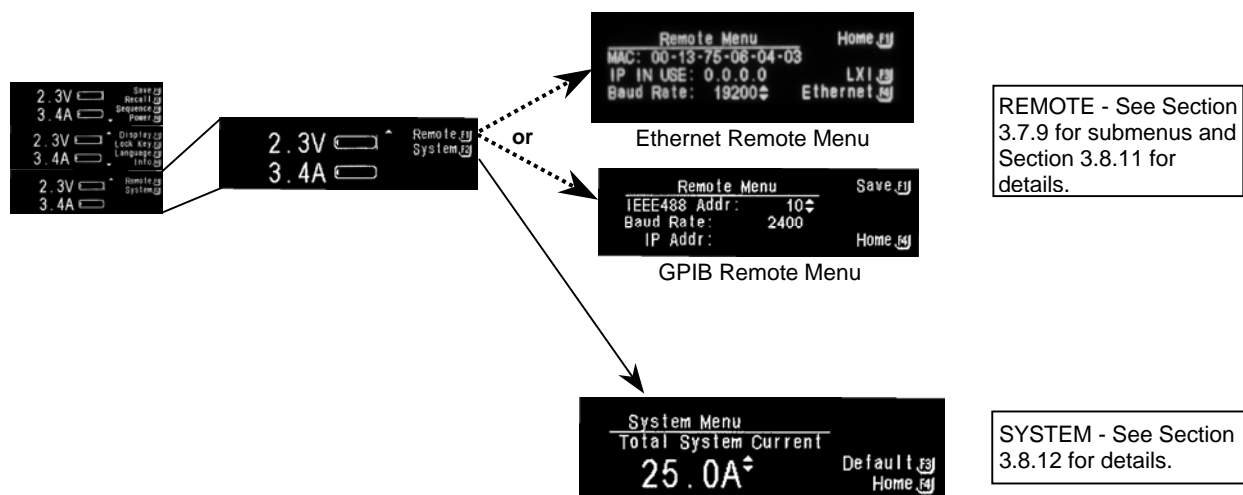 2.3V
Save F1
Recall F2
3.4A
Sequence F3
Power F4
2.3V
Display F1
Lock Key F2
3.4A
Language F3
Info F4
2.3V
Remote F1
System F2
3.4A
2.3V
Remote F1
System F2
3.4A
or
Remote Menu
Home F1
MAC: 00-13-75-06-04-03
IP IN USE: 0.0.0.0
LXI F3
Baud Rate: 19200
Ethernet F4
Ethernet Remote Menu
Remote Menu
Save F1
IEEE488 Addr: 10
Baud Rate: 2400
IP Addr:
Home F4
GPIB Remote Menu
REMOTE - See Section
3.7.9 for submenus and
Section 3.8.11 for
details.
System Menu
Total System Current
25.0A
Default F3
Home F4
SYSTEM - See Section
3.8.12 for details.